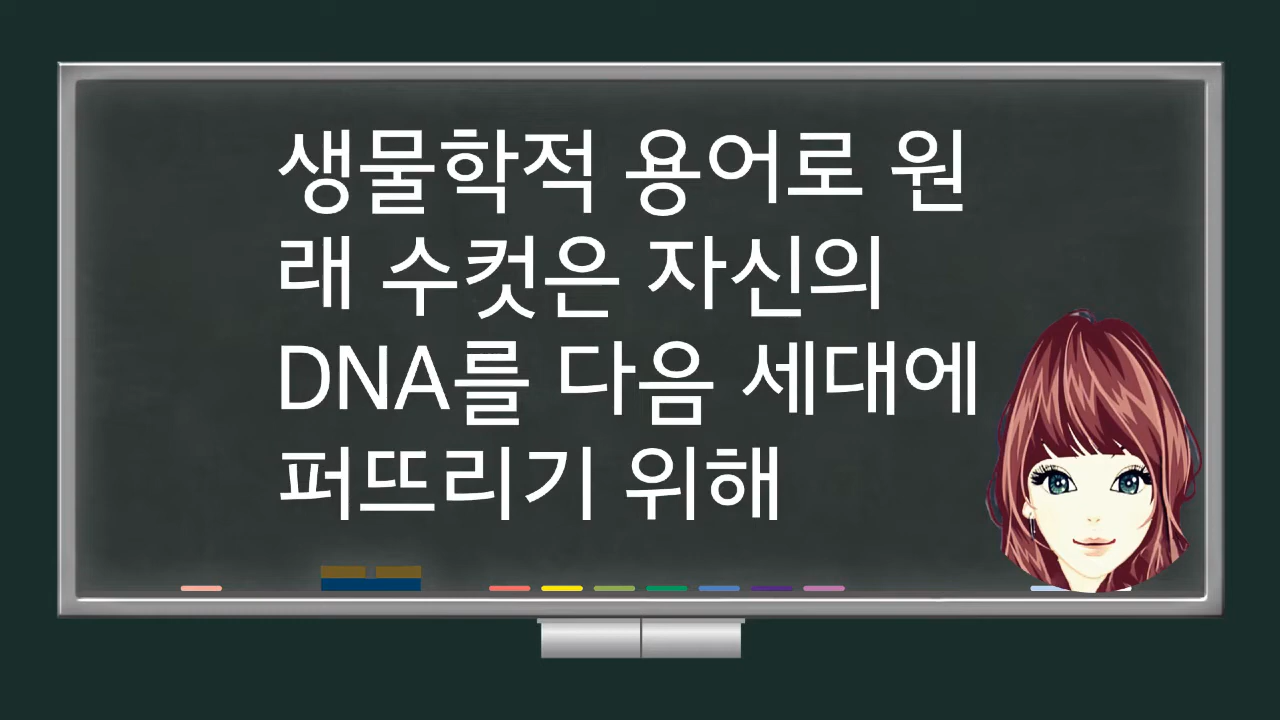 생물학적 용어로 원
래 수컷은 자신의
DNA를 다음 세대에
퍼뜨리기 위해